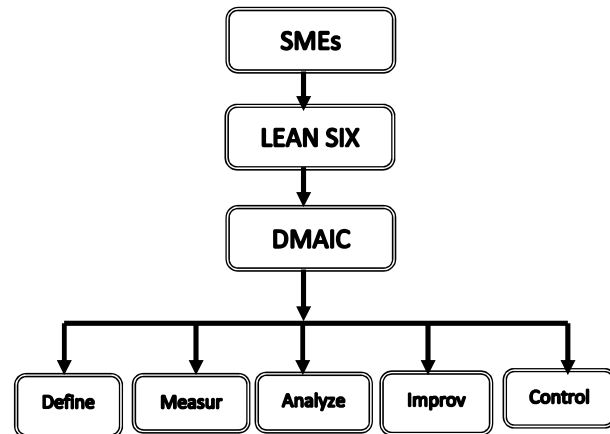 SMEs
LEAN SIX
DMAIC
Define
Measur
Analyze
Improv
Control